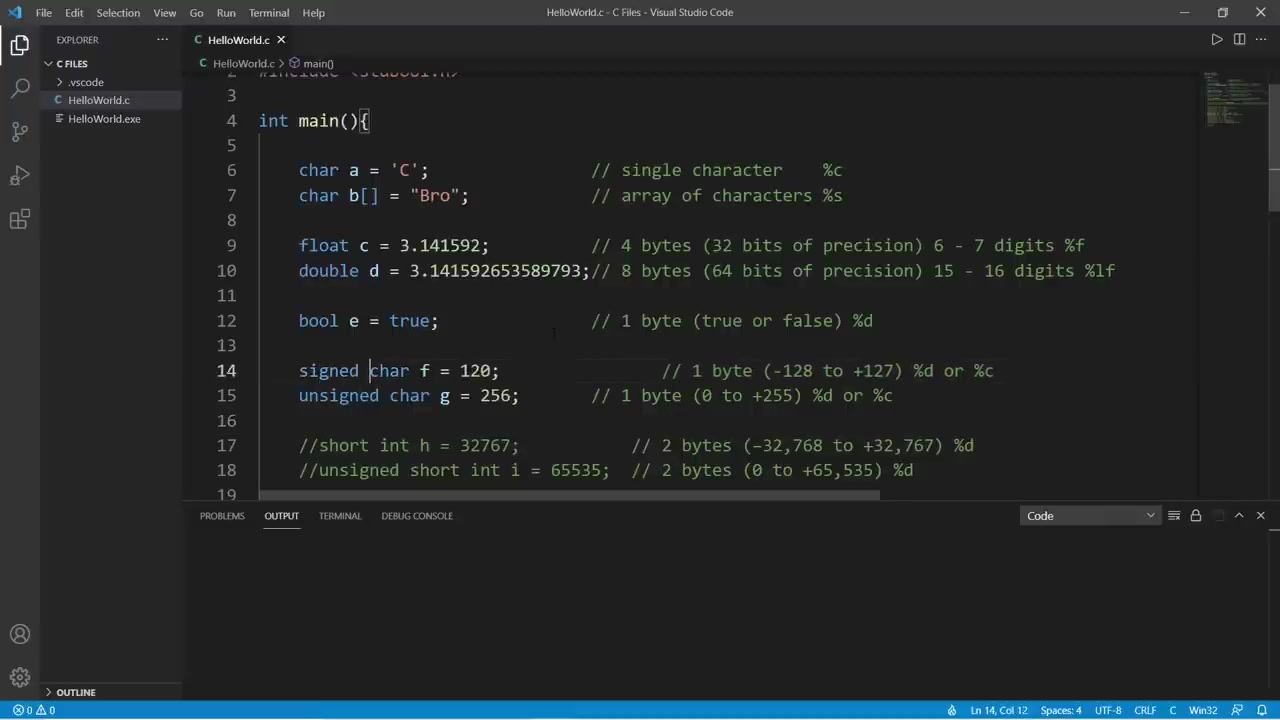 File Edit Selection View Go Run Terminal Help HelloWorld.c - C Files - Visual Studio Code
EXPLORER
HelloWorld.c
C FILES
HelloWorld.c > main()
.vscode
HelloWorld.c
HelloWorld.exe
2 #include <stdbool.h>
3
4 int main(){
5
6 char a = 'C'; // single character %c
7 char b[] = "Bro"; // array of characters %s
8
9 float c = 3.141592; // 4 bytes (32 bits of precision) 6 - 7 digits %f
10 double d = 3.141592653589793;// 8 bytes (64 bits of precision) 15 - 16 digits %lf
11
12 bool e = true; // 1 byte (true or false) %d
13
14 signed char f = 120; // 1 byte (-128 to +127) %d or %c
15 unsigned char g = 256; // 1 byte (0 to +255) %d or %c
16
17 //short int h = 32767; // 2 bytes (−32,768 to +32,767) %d
18 //unsigned short int i = 65535; // 2 bytes (0 to +65,535) %d
19
PROBLEMS OUTPUT TERMINAL DEBUG CONSOLE Code
OUTLINE
0 0 Ln 14, Col 12 Spaces: 4 UTF-8 CRLF C Win32